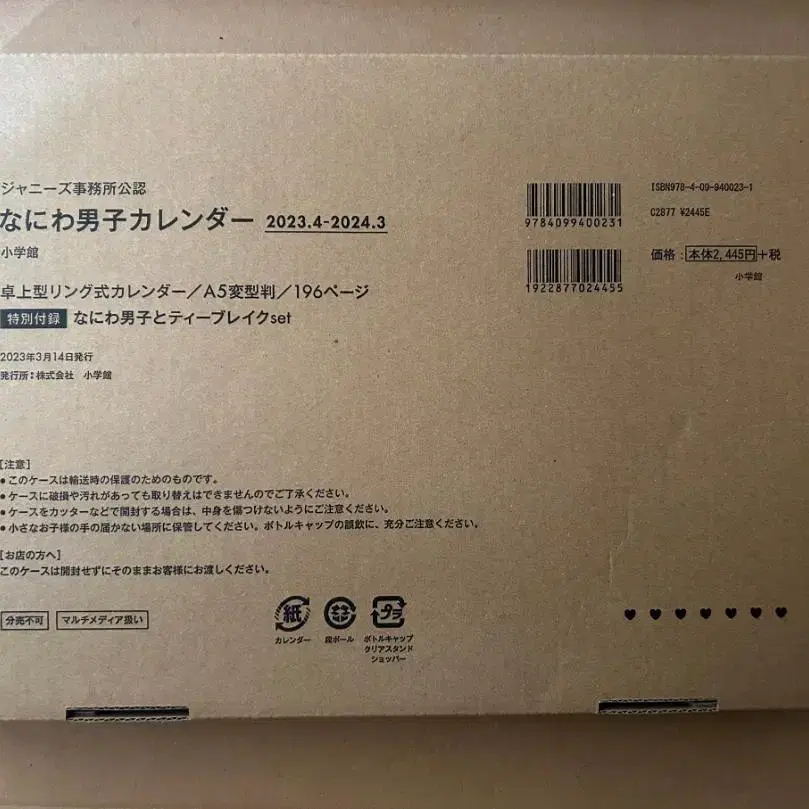 ジャニーズ事務所公認
なにわ男子カレンダー 2023.4-2024.3
小学館
卓上型リング式カレンダー／A5変型判／196ページ
特別付録 なにわ男子とティーブレイクset
2023年3月14日発行
発行所：株式会社 小学館
9784099400231
ISBN978-4-09-940023-1
C2877 ¥2445E
1922877024455
価格：本体2,445円＋税
小学館
[注意]
●このケースは輸送時の保護のためのものです。
●ケースに破損や汚れがあっても取り替えはできませんのでご了承ください。
●ケースをカッターなどで開封する場合は、中身を傷つけないようにご注意ください。
●小さなお子様の手の届かない場所に保管してください。ボトルキャップの誤飲に、充分ご注意ください。
[お店の方へ]
このケースは開封せずにそのままお客様にお渡しください。
分売不可 マルチメディア扱い
紙
カレンダー
段ボール
プラ
ボトルキャップ
クリアスタンド
ショッパー